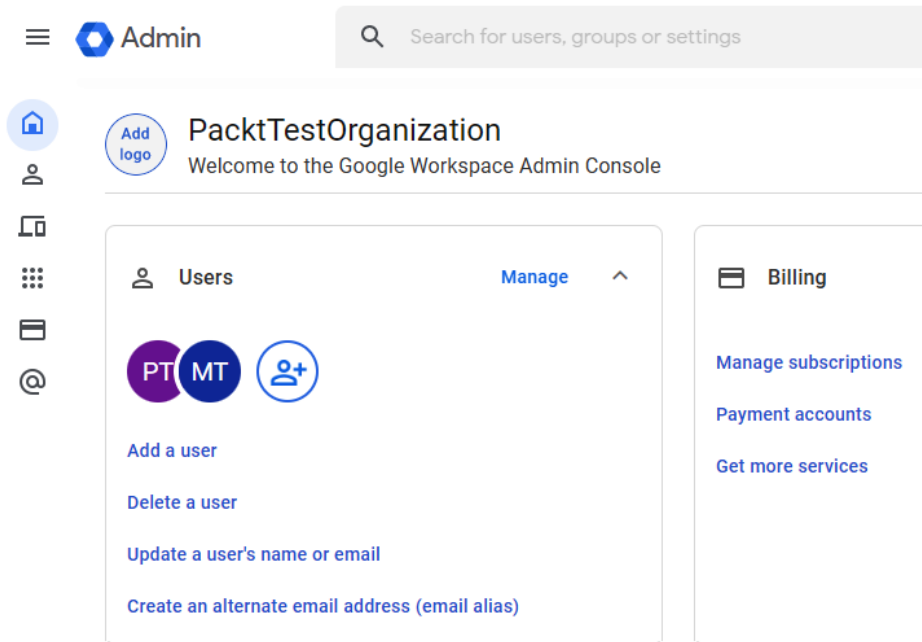 Admin
Search for users, groups or settings
Add
logo
PacktTestOrganization
Welcome to the Google Workspace Admin Console
Users
Manage
PT
MT
Add a user
Delete a user
Update a user's name or email
Create an alternate email address (email alias)
Billing
Manage subscriptions
Payment accounts
Get more services